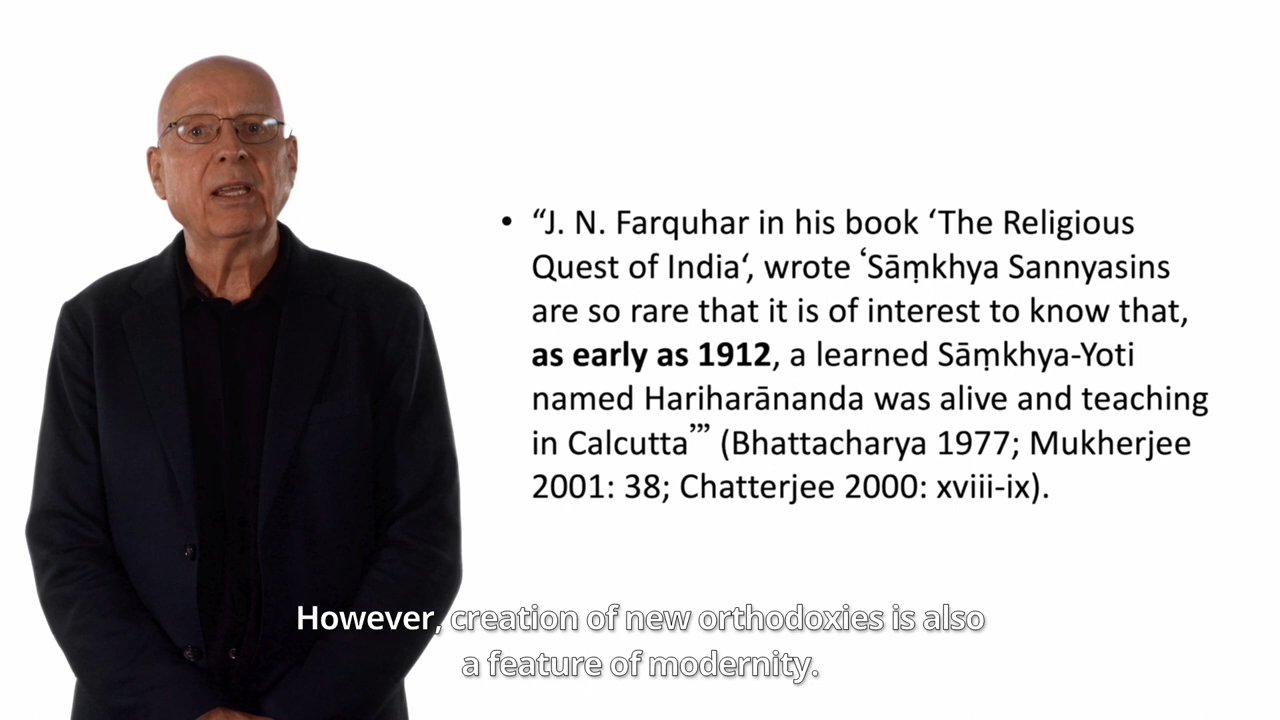 • “J. N. Farquhar in his book ‘The Religious
Quest of India‘, wrote ‘Sāṃkhya Sannyasins
are so rare that it is of interest to know that,
as early as 1912, a learned Sāṃkhya-Yoti
named Hariharānanda was alive and teaching
in Calcutta’” (Bhattacharya 1977; Mukherjee
2001: 38; Chatterjee 2000: xviii-ix).
However, creation of new orthodoxies is also
a feature of modernity.